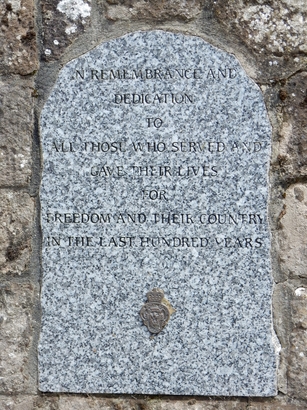 IN REMEMBRANCE AND
DEDICATION
TO
ALL THOSE WHO SERVED AND
GAVE THEIR LIVES
FOR
FREEDOM AND THEIR COUNTRY
IN THE LAST HUNDRED YEARS